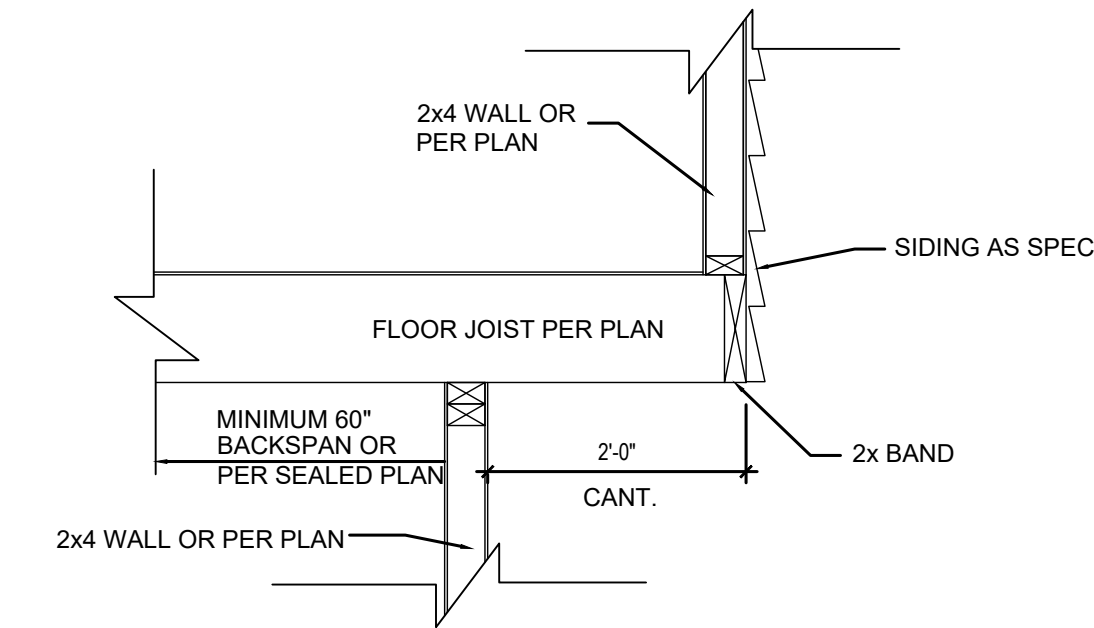 2x4 WALL OR
PER PLAN
SIDING AS SPEC
FLOOR JOIST PER PLAN
MINIMUM 60"
BACKSPAN OR
PER SEALED PLAN
2'-0"
CANT.
2x BAND
2x4 WALL OR PER PLAN